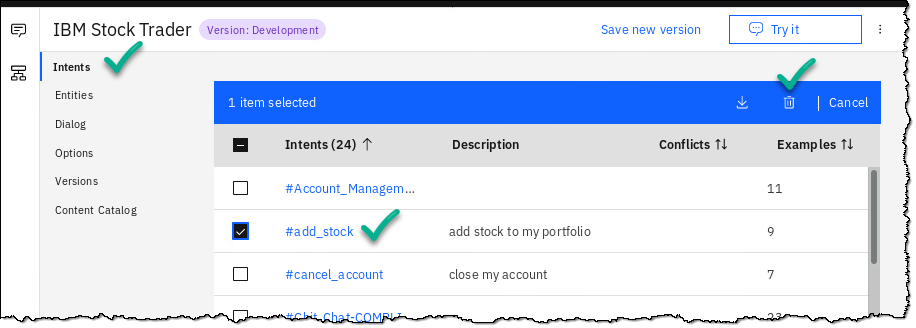 IBM Stock Trader Version: Development Save new version Try it
Intents
Entities
Dialog
Options
Versions
Content Catalog
1 item selected Cancel
Intents (24) Description Conflicts Examples
#Account_Managem... 11
#add_stock add stock to my portfolio 9
#cancel_account close my account 7